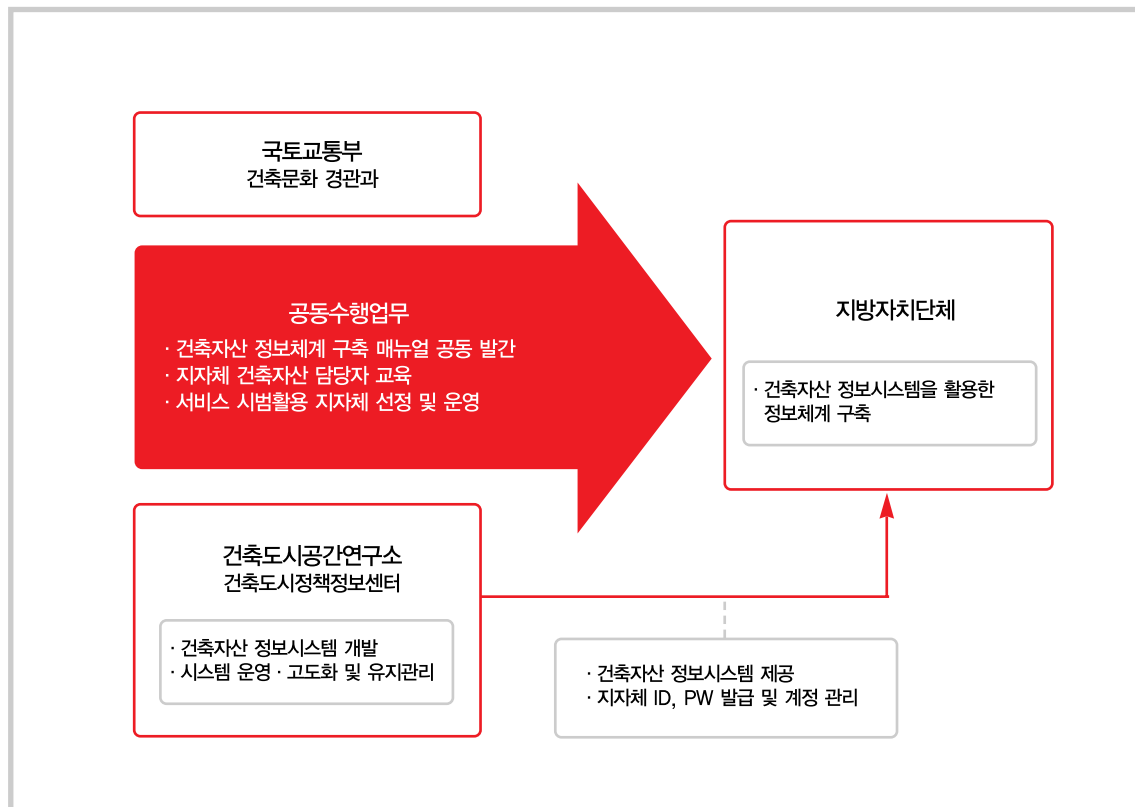 국토교통부
건축문화 경관과
공동수행업무
· 건축자산 정보체계 구축 매뉴얼 공동 발간
· 지자체 건축자산 담당자 교육
· 서비스 시범활용 지자체 선정 및 운영
지방자치단체
· 건축자산 정보시스템을 활용한
정보체계 구축
건축도시공간연구소
건축도시정책정보센터
· 건축자산 정보시스템 개발
· 시스템 운영 · 고도화 및 유지관리
· 건축자산 정보시스템 제공
· 지자체 ID, PW 발급 및 계정 관리